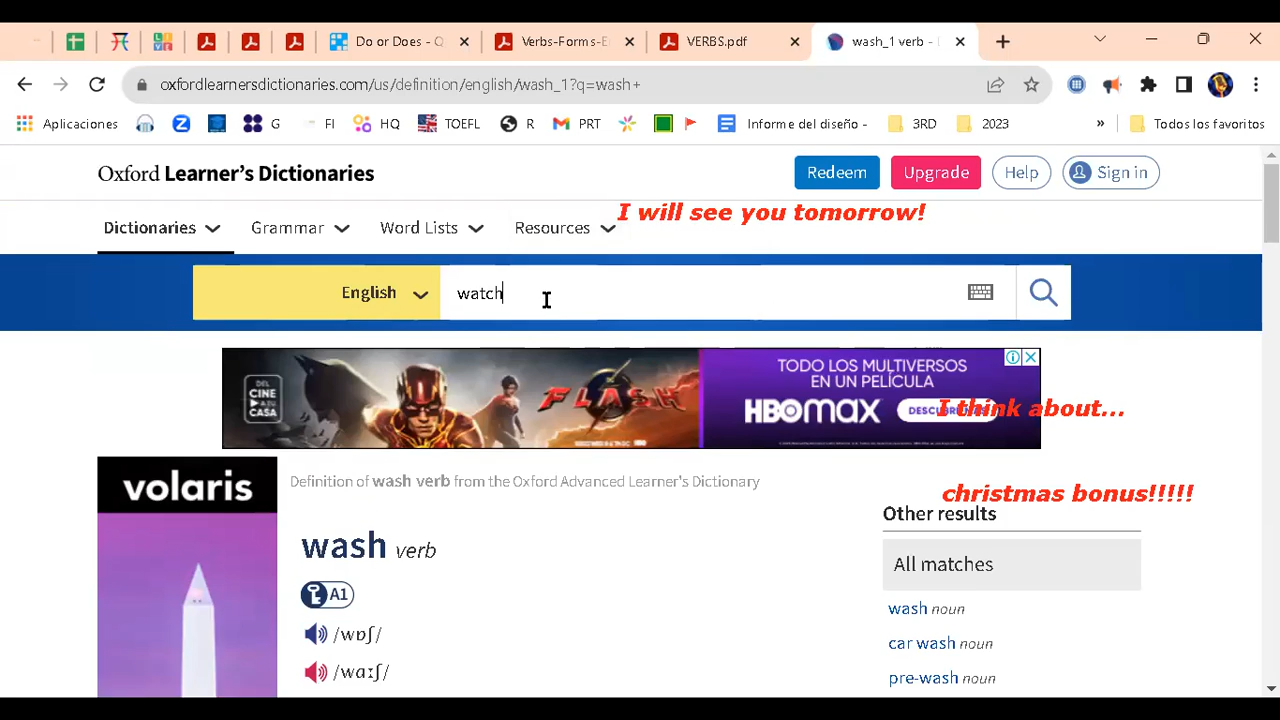 Do or Does - Q
Verbs-Forms-E
VERBS.pdf
wash_1 verb - 
oxfordlearnersdictionaries.com/us/definition/english/wash_1?q=wash+
Aplicaciones
G
FI
HQ
TOEFL
R
PRT
Informe del diseño -
3RD
2023
»
Todos los favoritos
Oxford Learner's Dictionaries
Redeem
Upgrade
Help
Sign in
I will see you tomorrow!
Dictionaries
Grammar
Word Lists
Resources
English
watch
DEL CINE A TU CASA
FLASH
TODO LOS MULTIVERSOS
EN UN PELÍCULA
HBOmax
I think about...
volaris
Definition of wash verb from the Oxford Advanced Learner's Dictionary
christmas bonus!!!!!
Other results
wash verb
All matches
A1
wash noun
/wɒʃ/
car wash noun
/wɑːʃ/
pre-wash noun